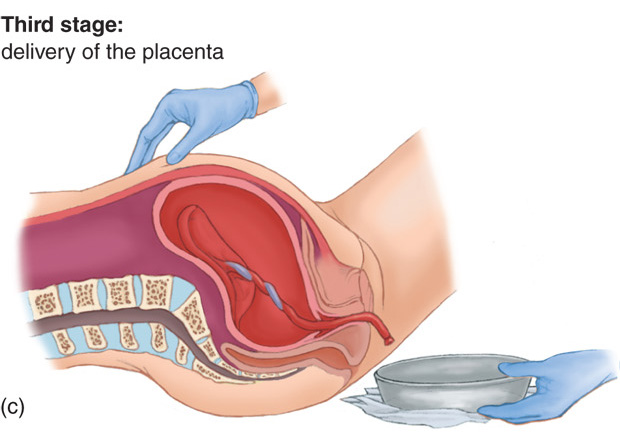 Third stage:
delivery of the placenta
(c)